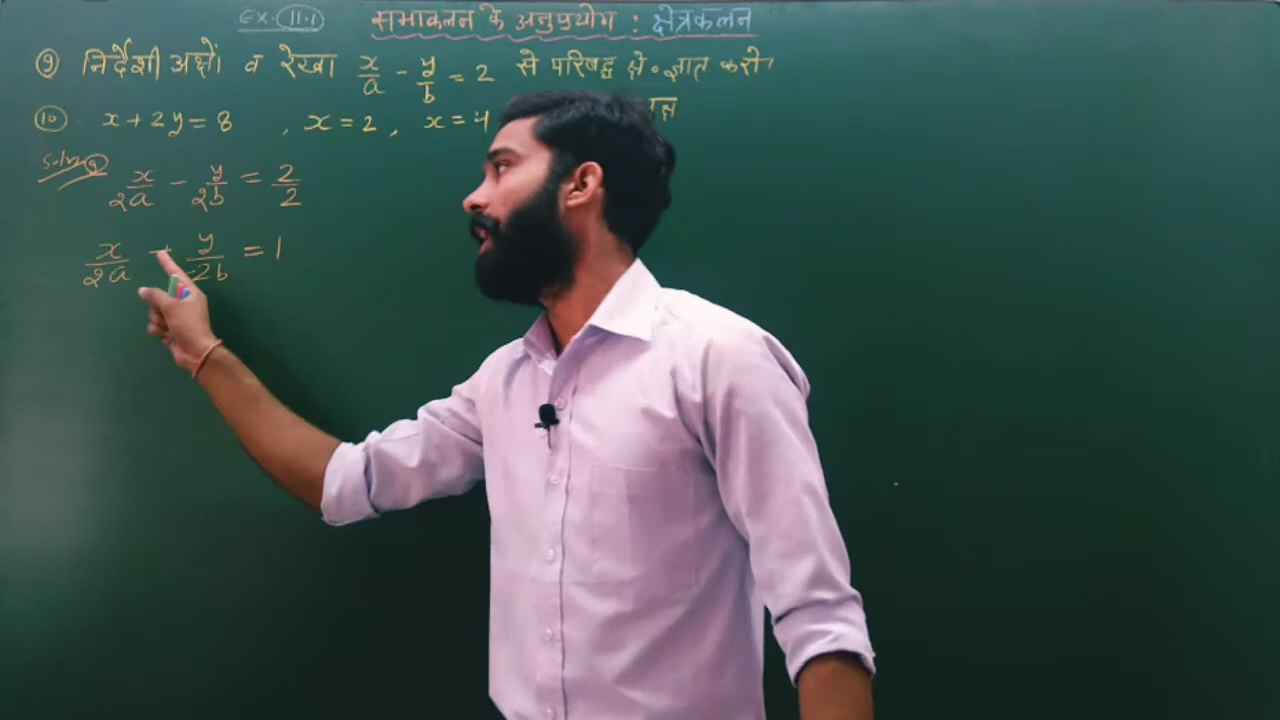 Ex. 11.1 समाकलन के अनुप्रयोग : क्षेत्रकलन
9 निर्देशी अक्षों व रेखा x/a - y/b = 2 से परिबद्ध क्षे० ज्ञात करो।
10 x + 2y = 8 , x = 2 , x = 4
Solng 9 x/2a - y/2b = 2/2
x/2a + y/-2b = 1